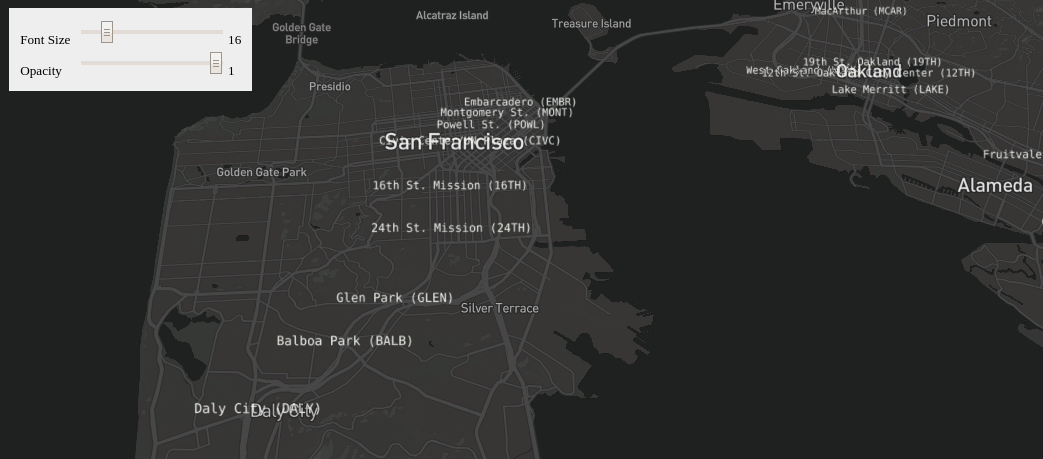 Font Size 16
Opacity 1
Alcatraz Island
Golden Gate
Bridge
Treasure Island
Emeryville
MacArthur (MCAR)
Piedmont
Presidio
19th St. Oakland (19TH)
West Oakland
12th St. Oakland City Center (12TH)
Oakland
Lake Merritt (LAKE)
Embarcadero (EMBR)
Montgomery St. (MONT)
Powell St. (POWL)
Civic Center/UN Plaza (CIVC)
San Francisco
Fruitvale
Golden Gate Park
16th St. Mission (16TH)
Alameda
24th St. Mission (24TH)
Glen Park (GLEN)
Silver Terrace
Balboa Park (BALB)
Daly City (DALY)
Daly City